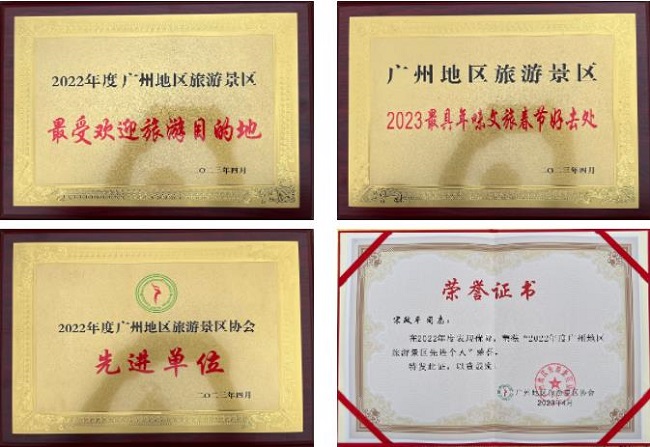 2022年度广州地区旅游景区
最受欢迎旅游目的地
二〇二三年四月
广州地区旅游景区
2023最具年味文旅春节好去处
二〇二三年四月
2022年度广州地区旅游景区协会
先进单位
二〇二三年四月
荣誉证书
同志:
在2022年度表现优异,荣获“2022年度广州地区
旅游景区先进个人”称号。
特发此证,以资鼓励!
广州地区旅游景区协会
2023年4月